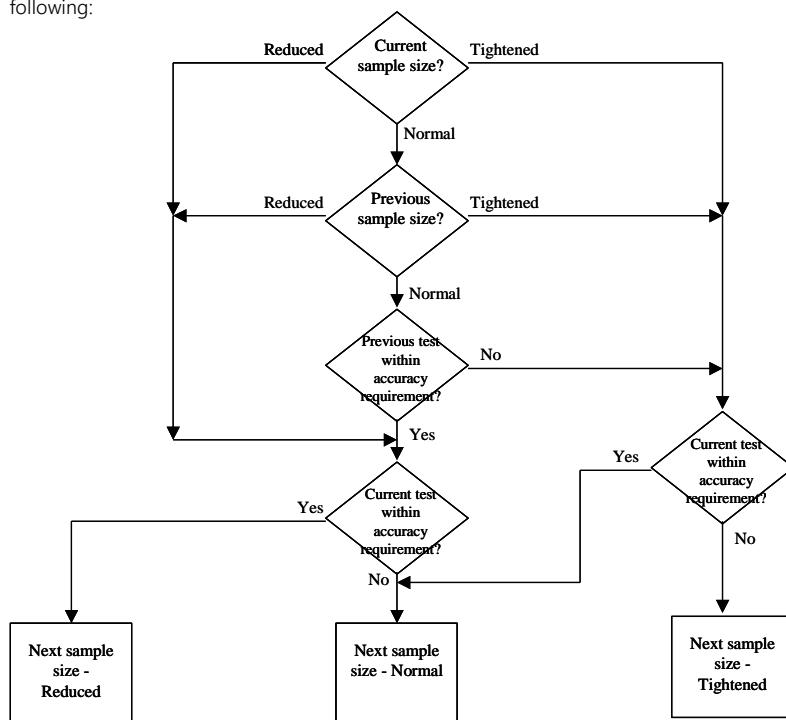 following:
Reduced
Current
sample size?
Tightened
Normal
Reduced
Previous
sample size?
Tightened
Normal
Previous test
within
accuracy
requirement?
No
Yes
Current test
within
accuracy
requirement?
Yes
Yes
Current test
within
accuracy
requirement?
No
No
Next sample
size -
Reduced
Next sample
size - Normal
Next sample
size -
Tightened